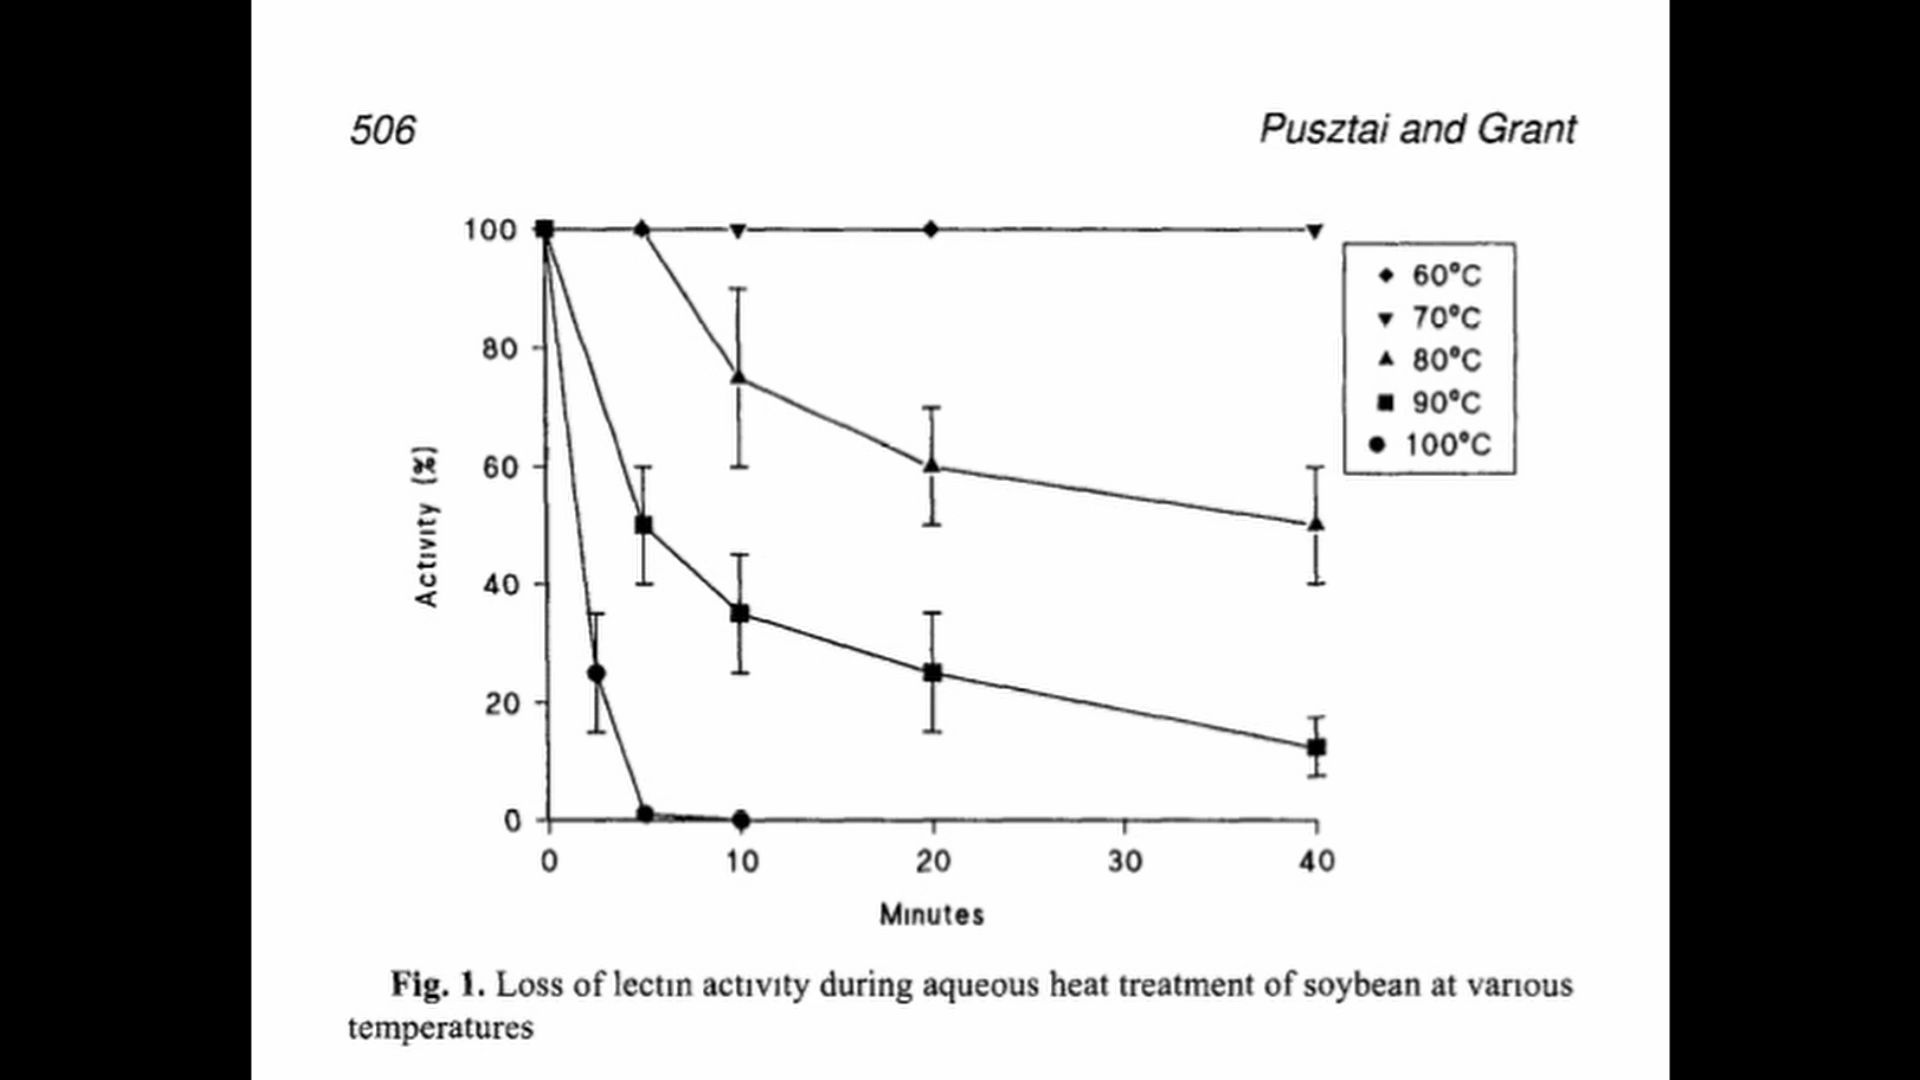 506 Pusztai and Grant
100
80
60
40
20
0
Activity (%)
0 10 20 30 40
Minutes
60°C
70°C
80°C
90°C
100°C
Fig. 1. Loss of lectin activity during aqueous heat treatment of soybean at various
temperatures